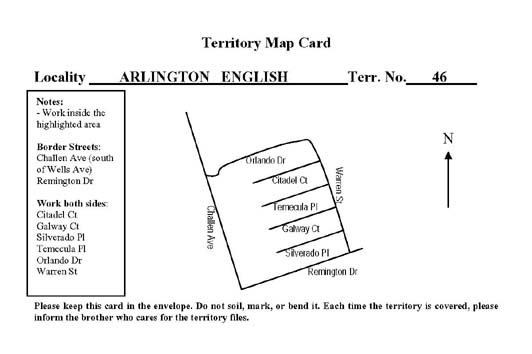 Territory Map Card
Locality ARLINGTON ENGLISH Terr. No. 46
Notes:
- Work inside the
highlighted area
Border Streets:
Challen Ave (south
of Wells Ave)
Remington Dr
Work both sides:
Citadel Ct
Galway Ct
Silverado Pl
Temecula Pl
Orlando Dr
Warren St
Orlando Dr
Citadel Ct
Temecula Pl
Galway Ct
Silverado Pl
Remington Dr
Challen Ave
Warren St
N
Please keep this card in the envelope. Do not soil, mark, or bend it. Each time the territory is covered, please
inform the brother who cares for the territory files.